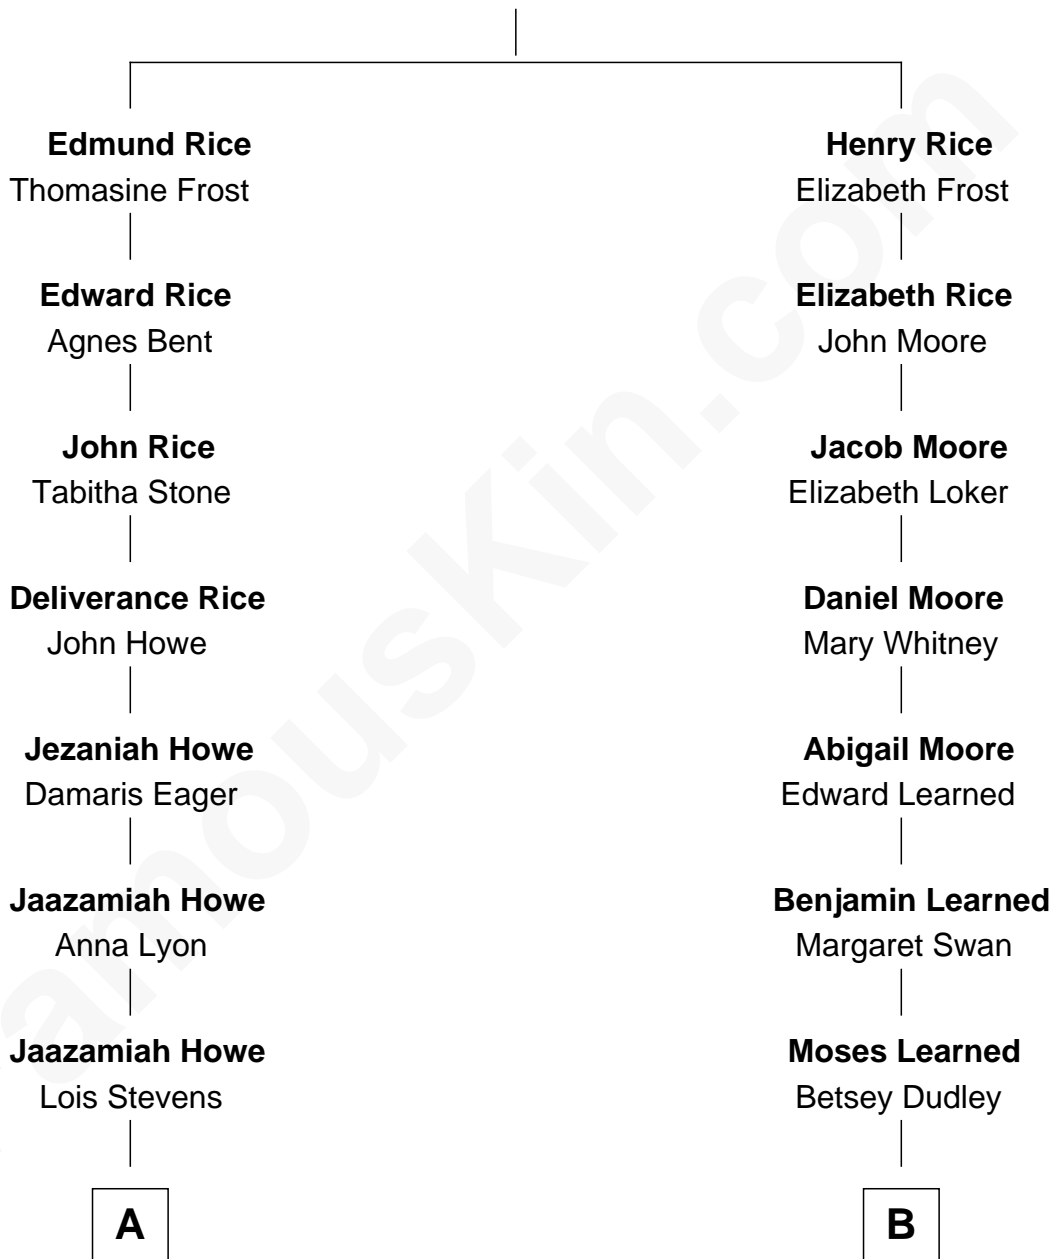 Edmund Rice
Thomasine Frost
Henry Rice
Elizabeth Frost
Edward Rice
Agnes Bent
Elizabeth Rice
John Moore
John Rice
Tabitha Stone
Jacob Moore
Elizabeth Loker
Deliverance Rice
John Howe
Daniel Moore
Mary Whitney
Jezaniah Howe
Damaris Eager
Abigail Moore
Edward Learned
Jaazamiah Howe
Anna Lyon
Benjamin Learned
Margaret Swan
Jaazamiah Howe
Lois Stevens
Moses Learned
Betsey Dudley
A
B
amouskin.com